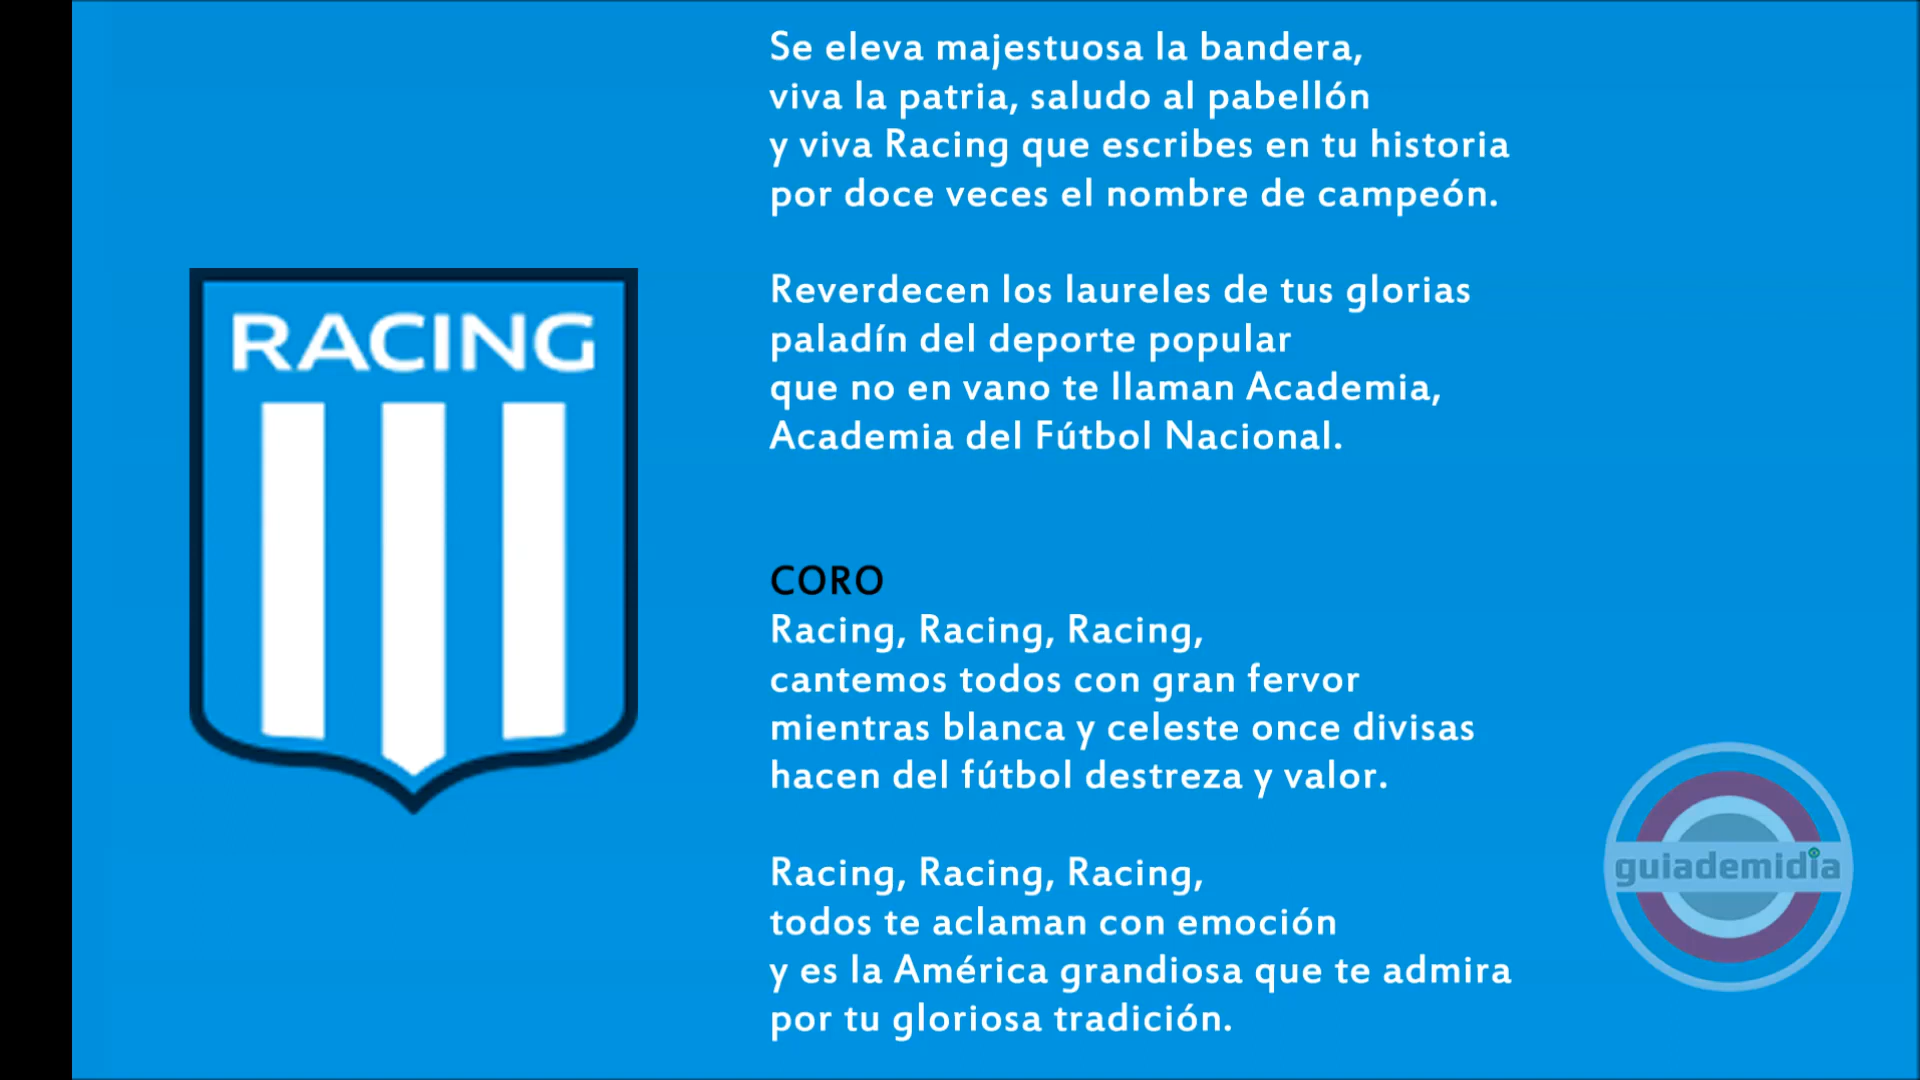 RACING
Se eleva majestuosa la bandera,
viva la patria, saludo al pabellón
y viva Racing que escribes en tu historia
por doce veces el nombre de campeón.
Reverdecen los laureles de tus glorias
paladín del deporte popular
que no en vano te llaman Academia,
Academia del Fútbol Nacional.
CORO
Racing, Racing, Racing,
cantemos todos con gran fervor
mientras blanca y celeste once divisas
hacen del fútbol destreza y valor.
Racing, Racing, Racing,
todos te aclaman con emoción
y es la América grandiosa que te admira
por tu gloriosa tradición.
guiademidia